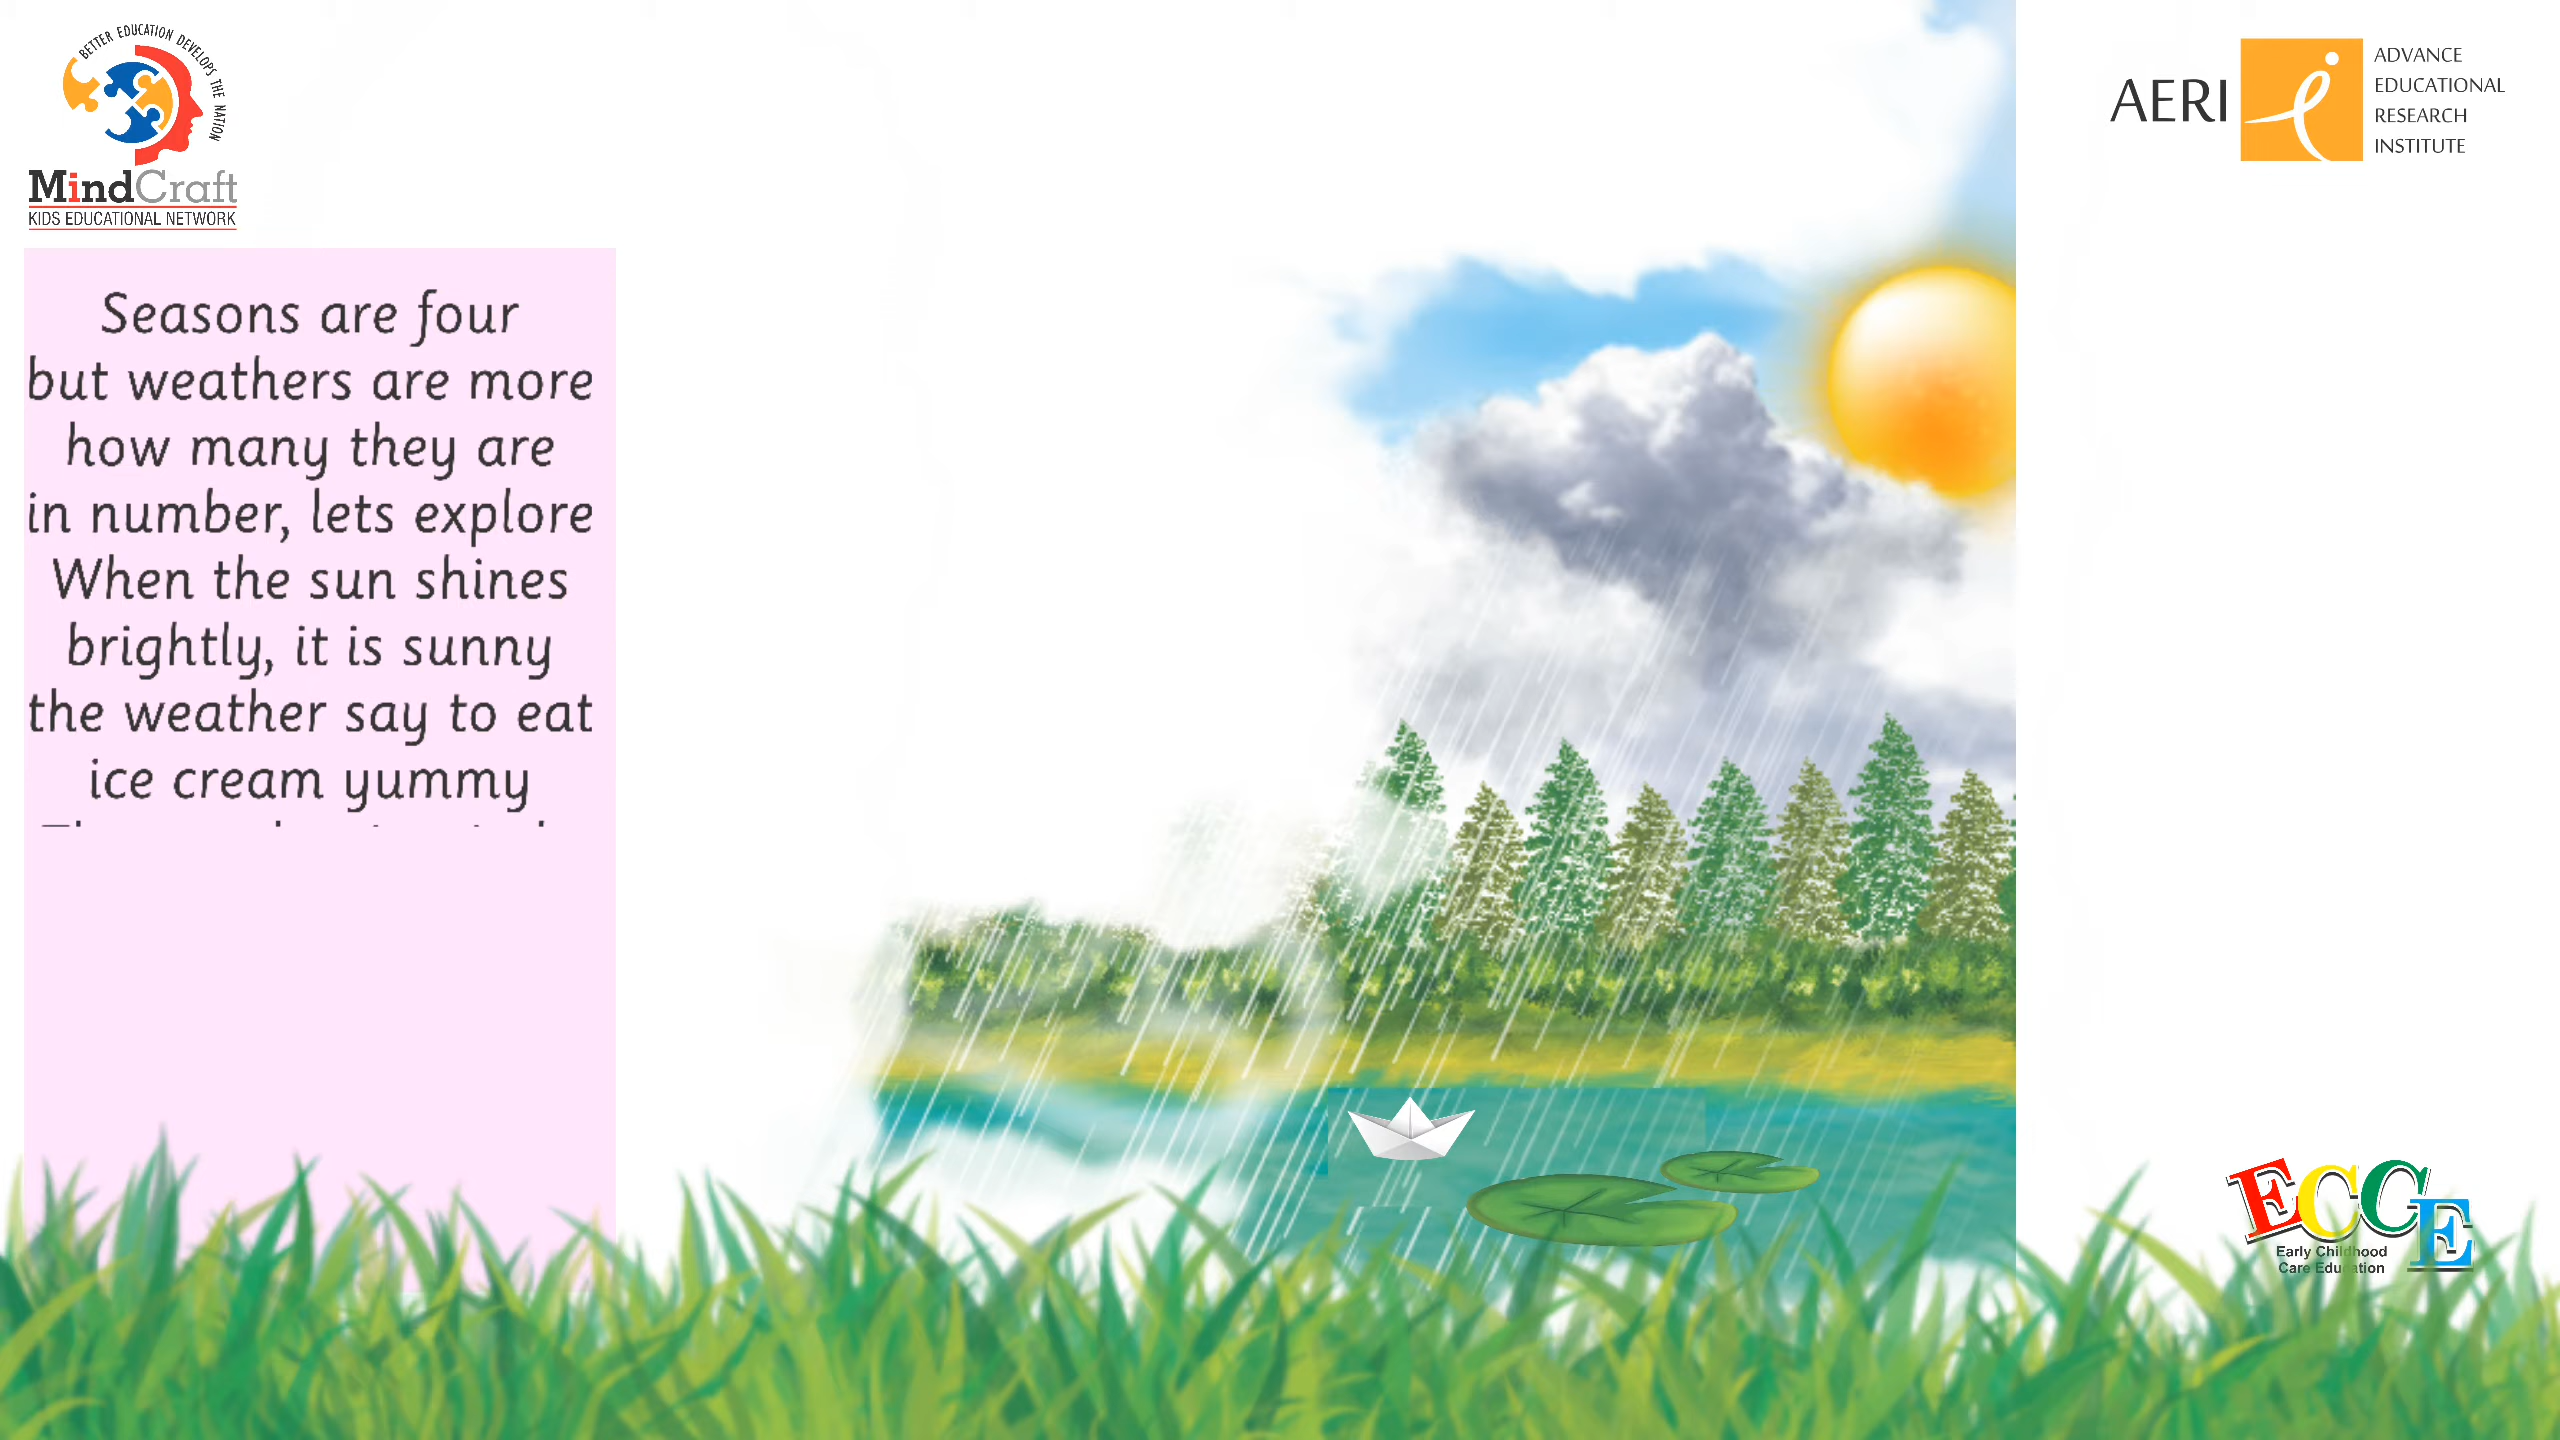 BETTER EDUCATION DEVELOPS THE NATION
MindCraft
KIDS EDUCATIONAL NETWORK
AERI
ADVANCE
EDUCATIONAL
RESEARCH
INSTITUTE
Seasons are four
but weathers are more
how many they are
in number, lets explore
When the sun shines
brightly, it is sunny
the weather say to eat
ice cream yummy
ECCE
Early Childhood
Care Education